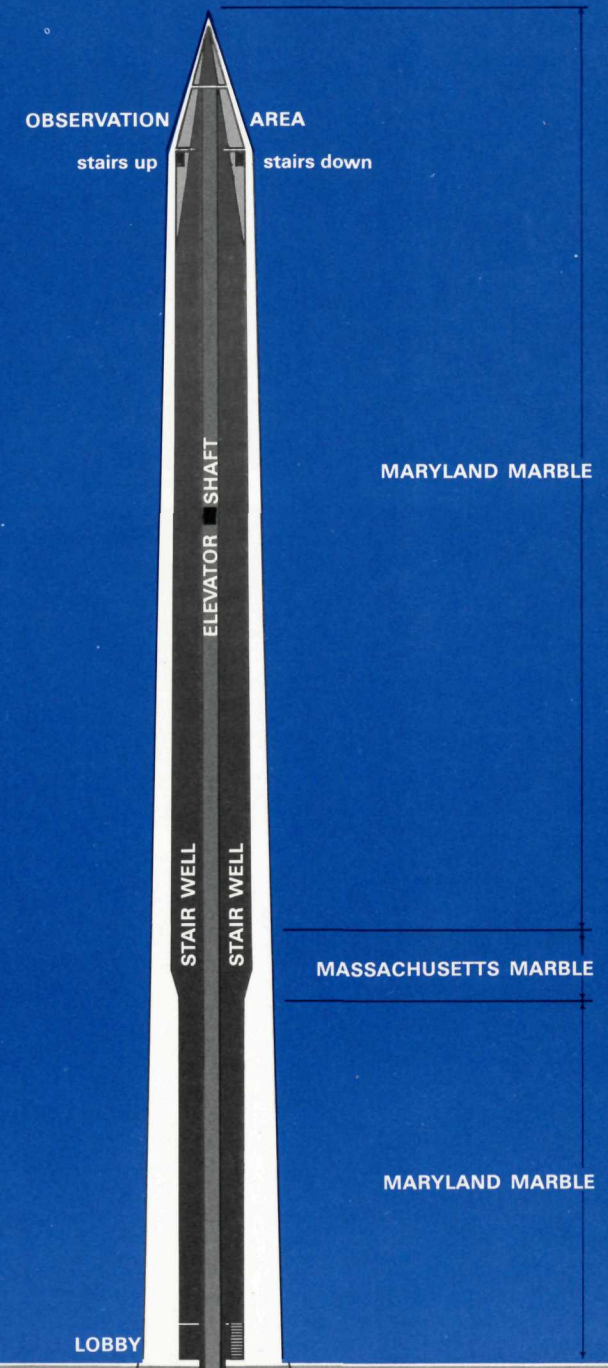 OBSERVATION AREA
stairs up stairs down
MARYLAND MARBLE
ELEVATOR SHAFT
STAIR WELL
STAIR WELL
MASSACHUSETTS MARBLE
MARYLAND MARBLE
LOBBY